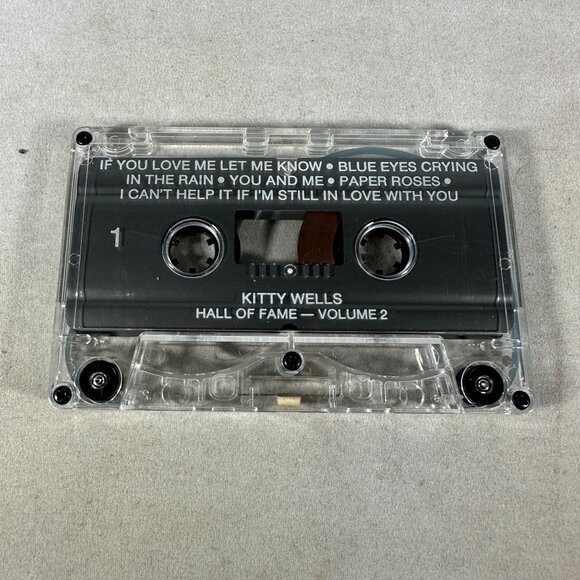 IF YOU LOVE ME LET ME KNOW • BLUE EYES CRYING
IN THE RAIN • YOU AND ME • PAPER ROSES •
I CAN'T HELP IT IF I'M STILL IN LOVE WITH YOU
1
KITTY WELLS
HALL OF FAME — VOLUME 2